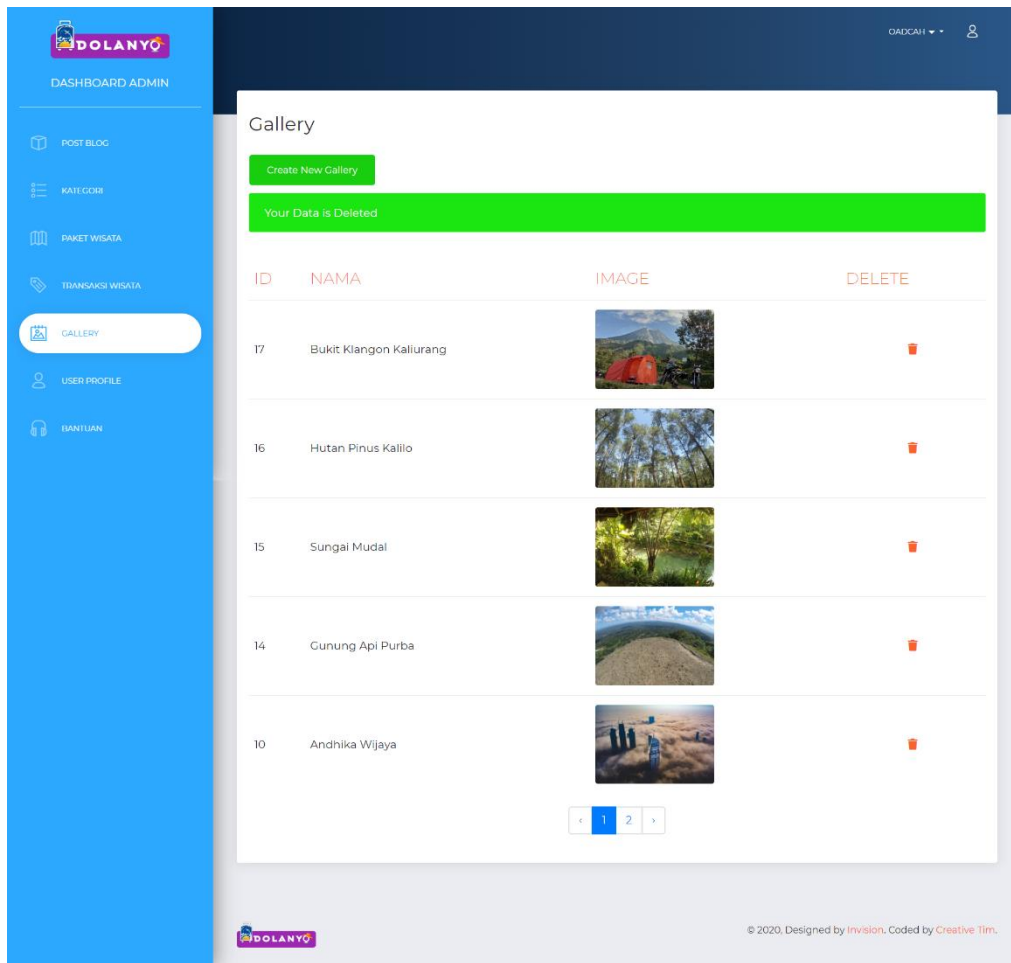 DOLANYO
DASHBOARD ADMIN
POST BLOG
KATEGORI
PAKET WISATA
TRANSAKSI WISATA
GALLERY
USER PROFILE
BANTUAN
OADCAH
Gallery
Create New Gallery
Your Data is Deleted
ID NAMA IMAGE DELETE
17 Bukit Klangon Kaliurang
16 Hutan Pinus Kalilo
15 Sungai Mudal
14 Gunung Api Purba
10 Andhika Wijaya
‹ 1 2 ›
DOLANYO
© 2020, Designed by Invision. Coded by Creative Tim.